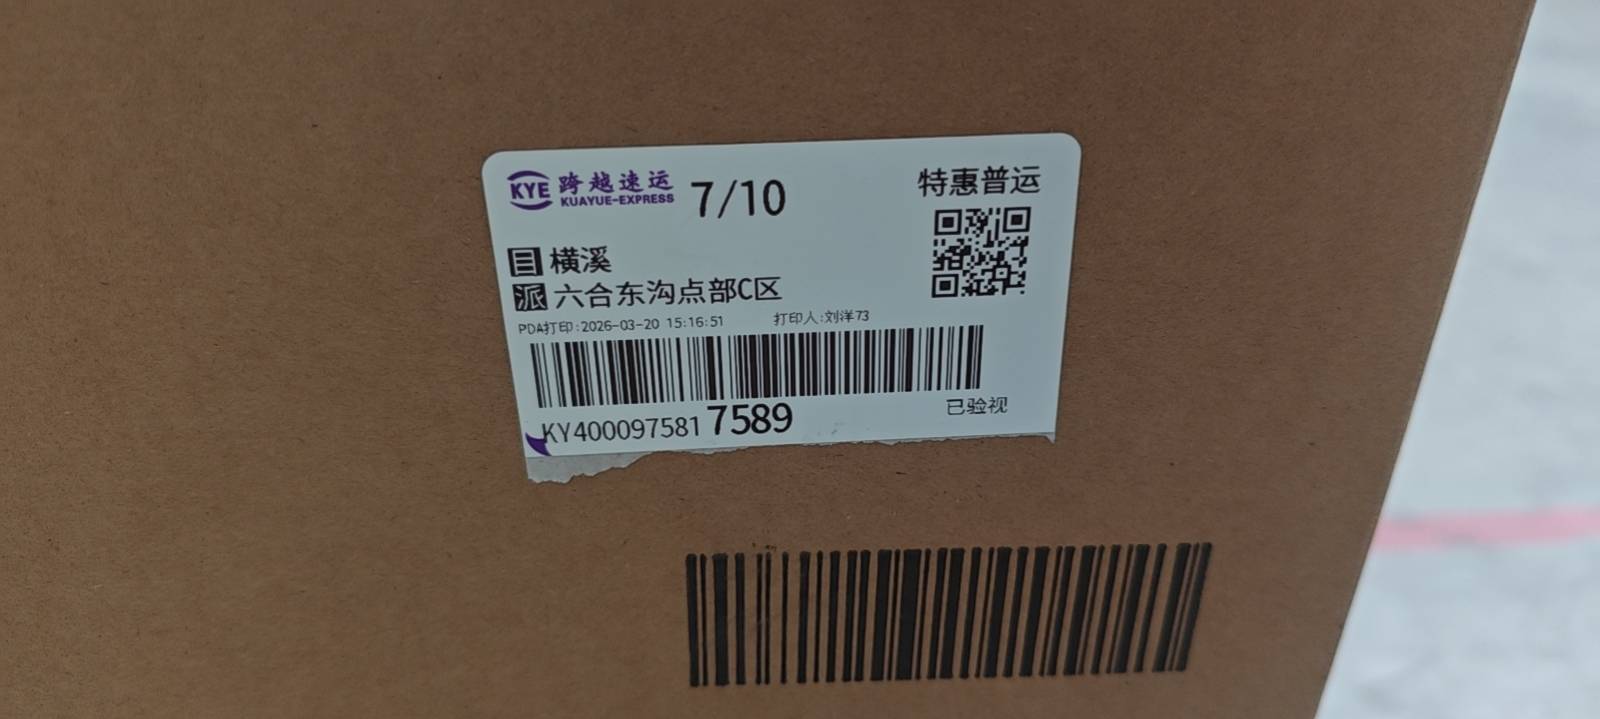 KYE 跨越速运 7/10 特惠普运
KUAYUE-EXPRESS
目 横溪
派 六合东沟点部C区
PDA打印:2026-03-20 15:16:51 打印人:刘洋73
KY4000975817589
已验视